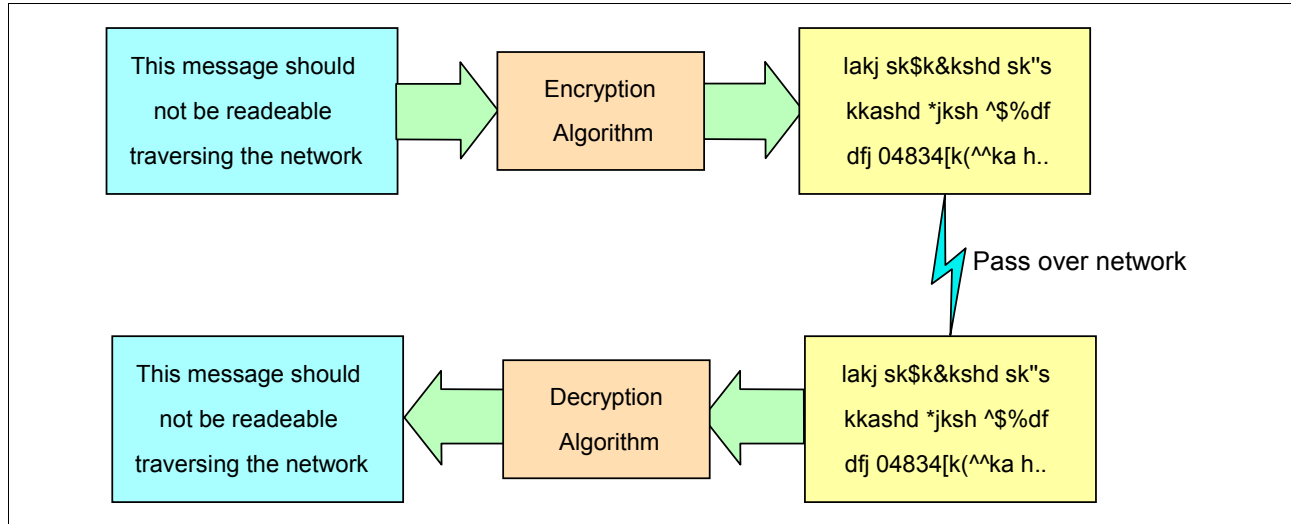 This message should
not be readeable
traversing the network
Encryption
Algorithm
lakj sk$k&kshd sk"s
kkashd *jksh ^$%df
dfj 04834[k(^^ka h..
Pass over network
This message should
not be readeable
traversing the network
Decryption
Algorithm
lakj sk$k&kshd sk"s
kkashd *jksh ^$%df
dfj 04834[k(^^ka h..